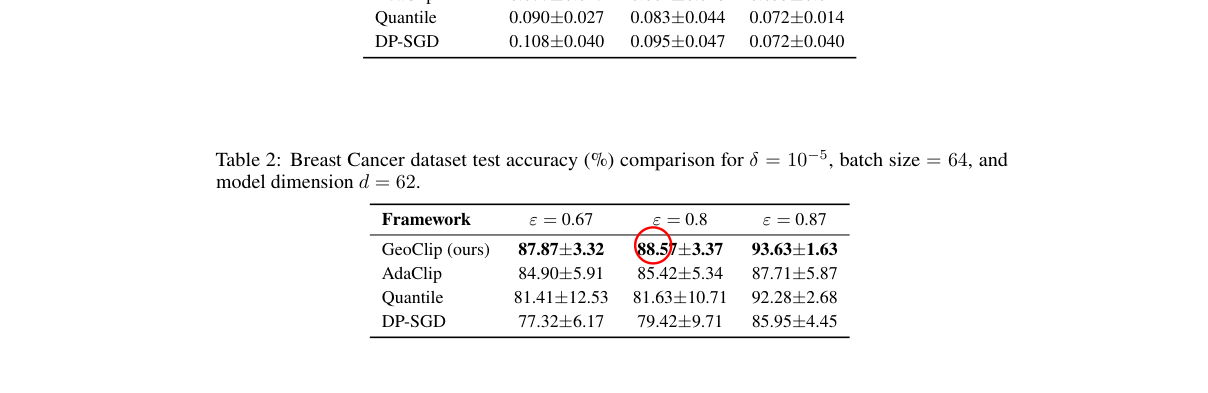 Quantile 0.090±0.027 0.083±0.044 0.072±0.014
DP-SGD 0.108±0.040 0.095±0.047 0.072±0.040
Table 2: Breast Cancer dataset test accuracy (%) comparison for δ = 10⁻⁵, batch size = 64, and
model dimension d = 62.
Framework ε = 0.67 ε = 0.8 ε = 0.87
GeoClip (ours) 87.87±3.32 88.57±3.37 93.63±1.63
AdaClip 84.90±5.91 85.42±5.34 87.71±5.87
Quantile 81.41±12.53 81.63±10.71 92.28±2.68
DP-SGD 77.32±6.17 79.42±9.71 85.95±4.45